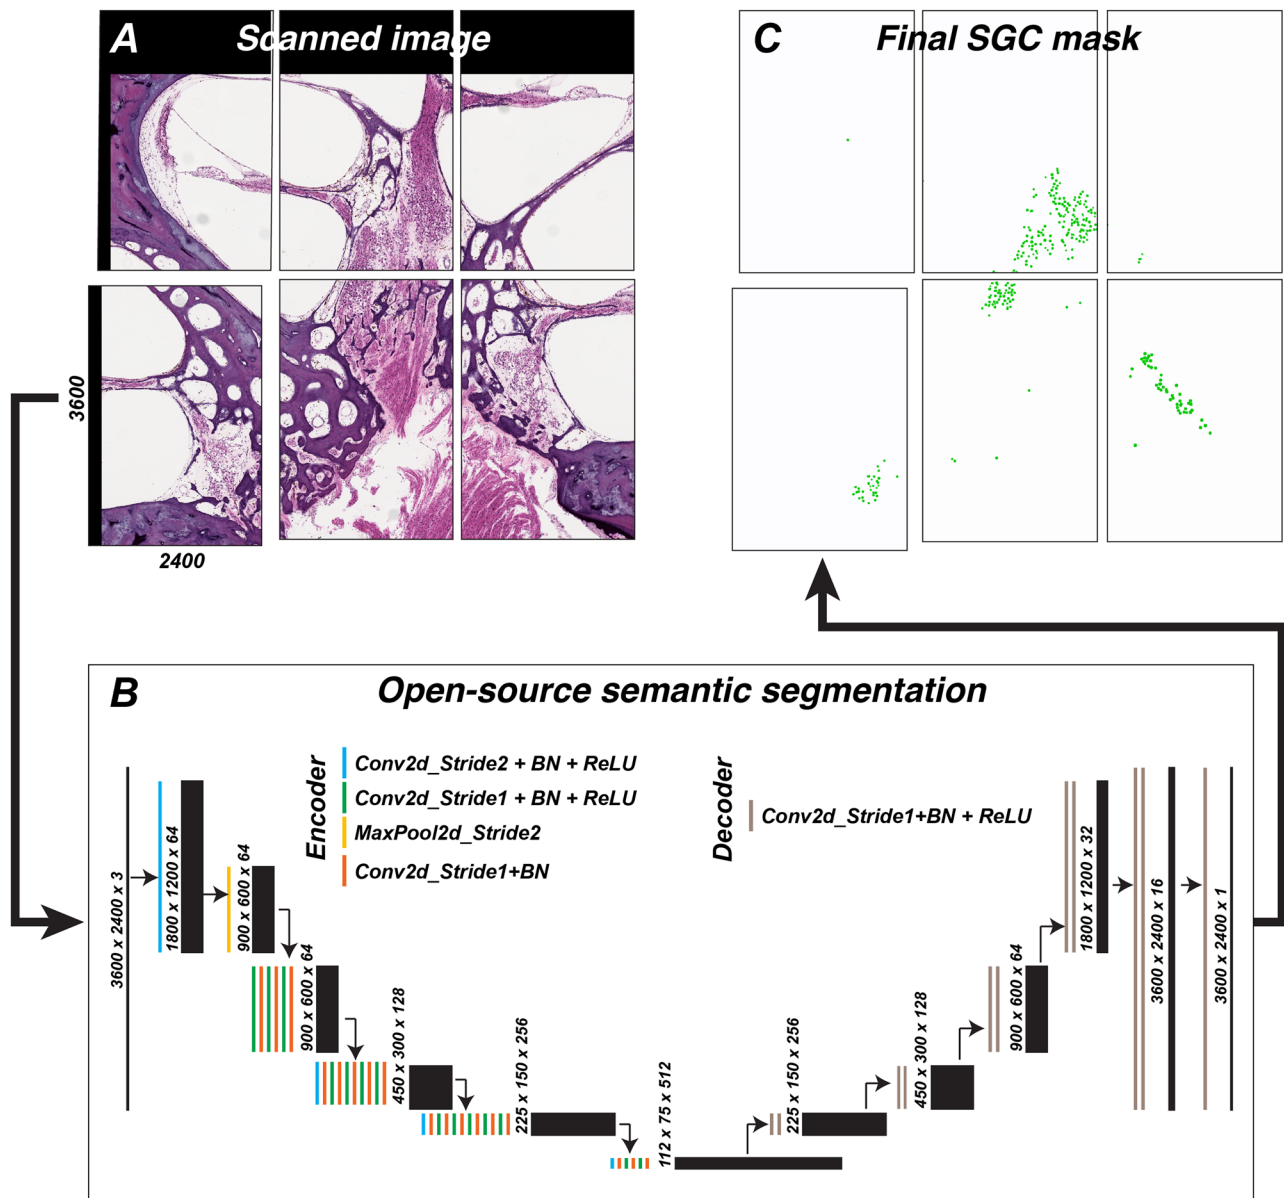 A
Scanned image
C
Final SGC mask
3600
2400
B
Open-source semantic segmentation
Encoder
Conv2d_Stride2 + BN + ReLU
Conv2d_Stride1 + BN + ReLU
MaxPool2d_Stride2
Conv2d_Stride1+BN
Decoder
Conv2d_Stride1+BN + ReLU
3600 x 2400 x 3
1800 x 1200 x 64
900 x 600 x 64
900 x 600 x 64
450 x 300 x 128
225 x 150 x 256
112 x 75 x 512
225 x 150 x 256
450 x 300 x 128
900 x 600 x 64
1800 x 1200 x 32
3600 x 2400 x 16
3600 x 2400 x 1